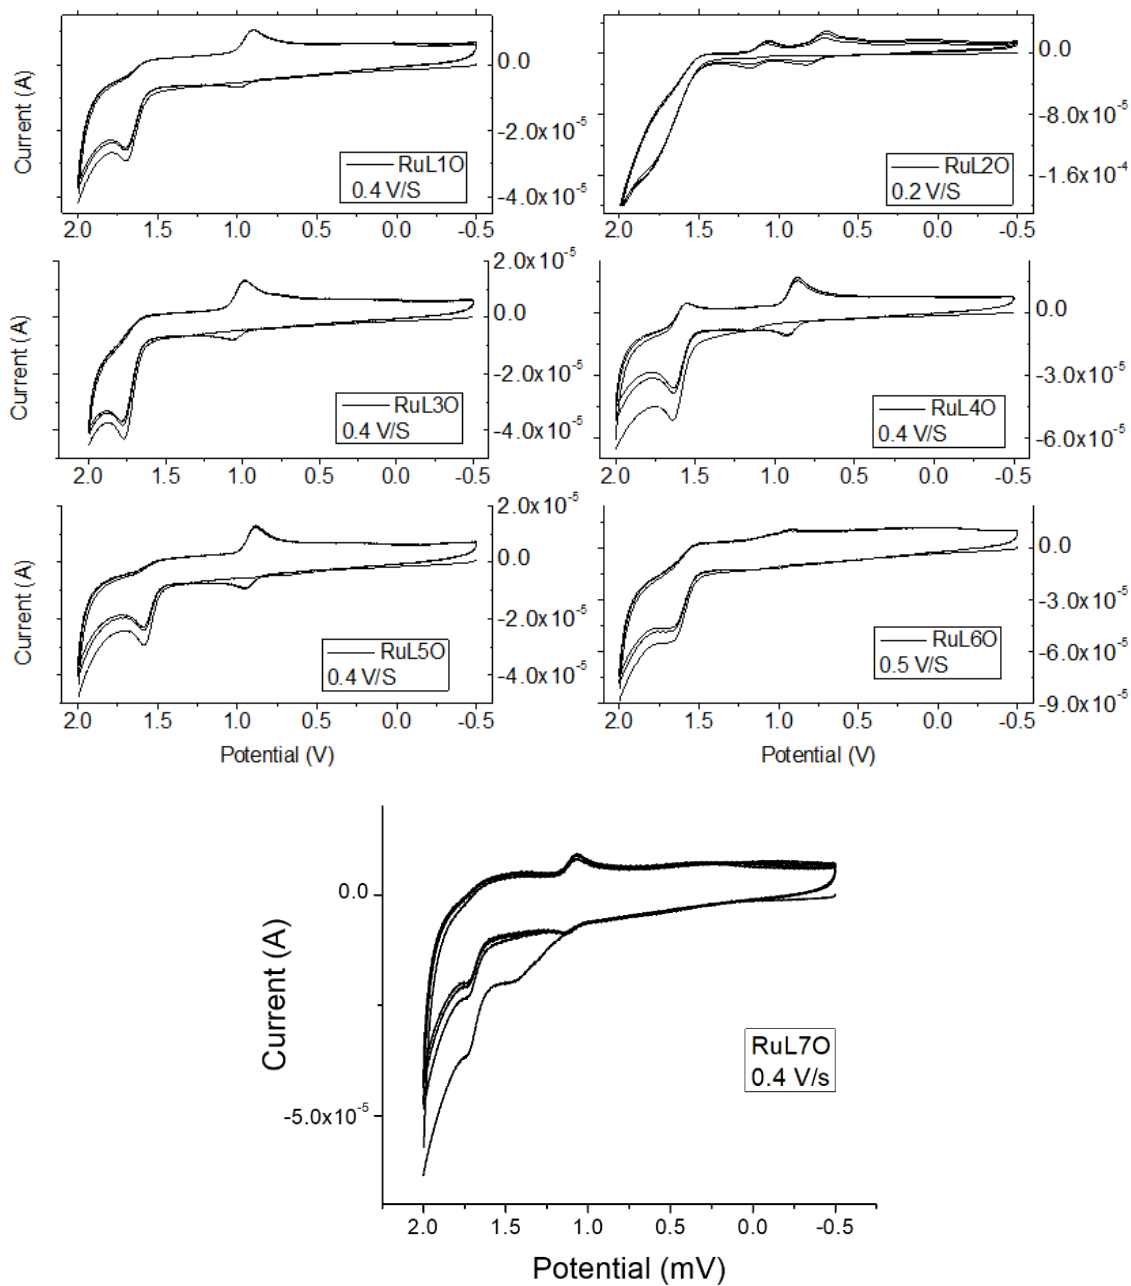 Current (A)
0.0
-2.0x10-5
-4.0x10-5
RuL1O
0.4 V/S
2.0 1.5 1.0 0.5 0.0 -0.5
0.0
-8.0x10-5
-1.6x10-4
RuL2O
0.2 V/S
2.0 1.5 1.0 0.5 0.0 -0.5
Current (A)
2.0x10-5
0.0
-2.0x10-5
-4.0x10-5
RuL3O
0.4 V/S
2.0 1.5 1.0 0.5 0.0 -0.5
0.0
-3.0x10-5
-6.0x10-5
RuL4O
0.4 V/S
2.0 1.5 1.0 0.5 0.0 -0.5
Current (A)
2.0x10-5
0.0
-2.0x10-5
-4.0x10-5
RuL5O
0.4 V/S
2.0 1.5 1.0 0.5 0.0 -0.5
Potential (V)
0.0
-3.0x10-5
-6.0x10-5
-9.0x10-5
RuL6O
0.5 V/S
2.0 1.5 1.0 0.5 0.0 -0.5
Potential (V)
Current (A)
0.0
-5.0x10-5
RuL7O
0.4 V/s
2.0 1.5 1.0 0.5 0.0 -0.5
Potential (mV)